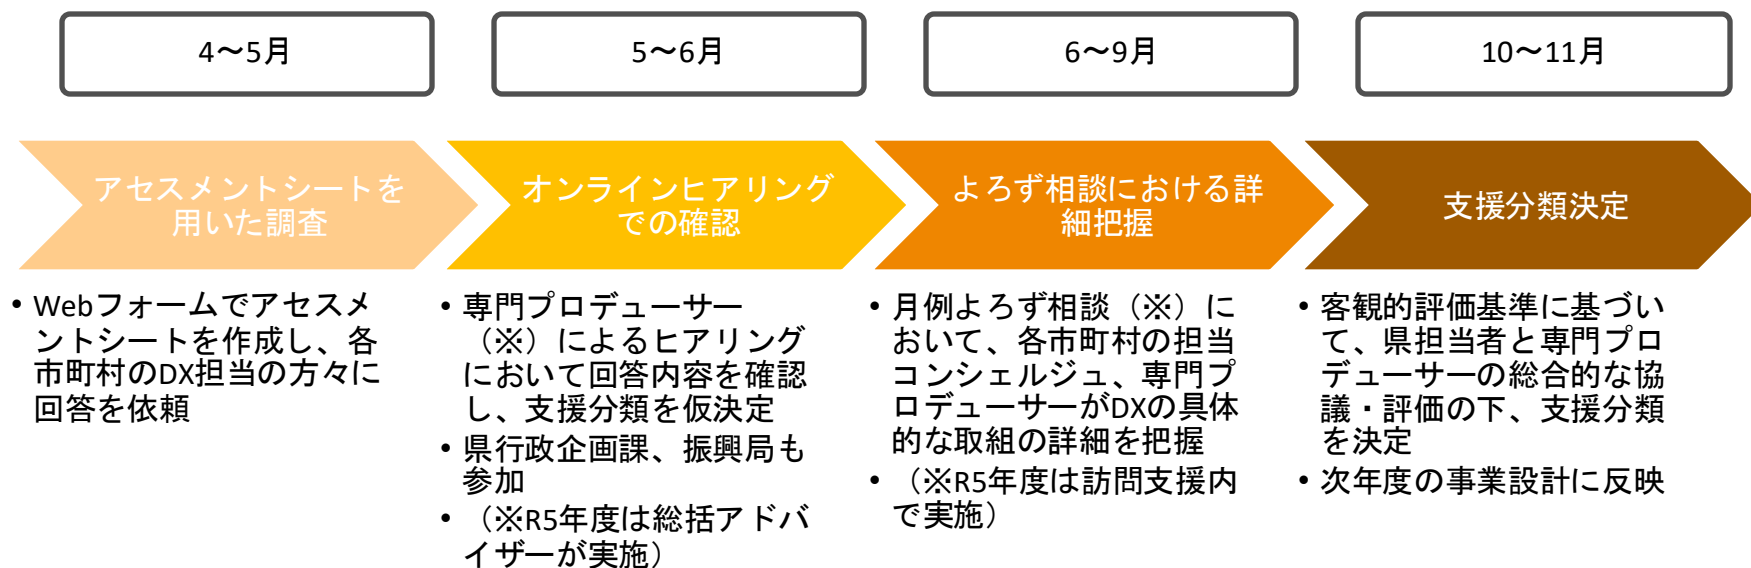 4～5月
5～6月
6～9月
10～11月
アセスメントシートを
用いた調査
オンラインヒアリング
での確認
よろず相談における詳
細把握
支援分類決定
• Webフォームでアセスメ
ントシートを作成し、各
市町村のDX担当の方々に
回答を依頼
• 専門プロデューサー
（※）によるヒアリング
において回答内容を確認
し、支援分類を仮決定
• 県行政企画課、振興局も
参加
• （※R5年度は総括アドバ
イザーが実施）
• 月例よろず相談（※）に
おいて、各市町村の担当
コンシェルジュ、専門プ
ロデューサーがDXの具体
的な取組の詳細を把握
• （※R5年度は訪問支援内
で実施）
• 客観的評価基準に基づい
て、県担当者と専門プロ
デューサーの総合的な協
議・評価の下、支援分類
を決定
• 次年度の事業設計に反映